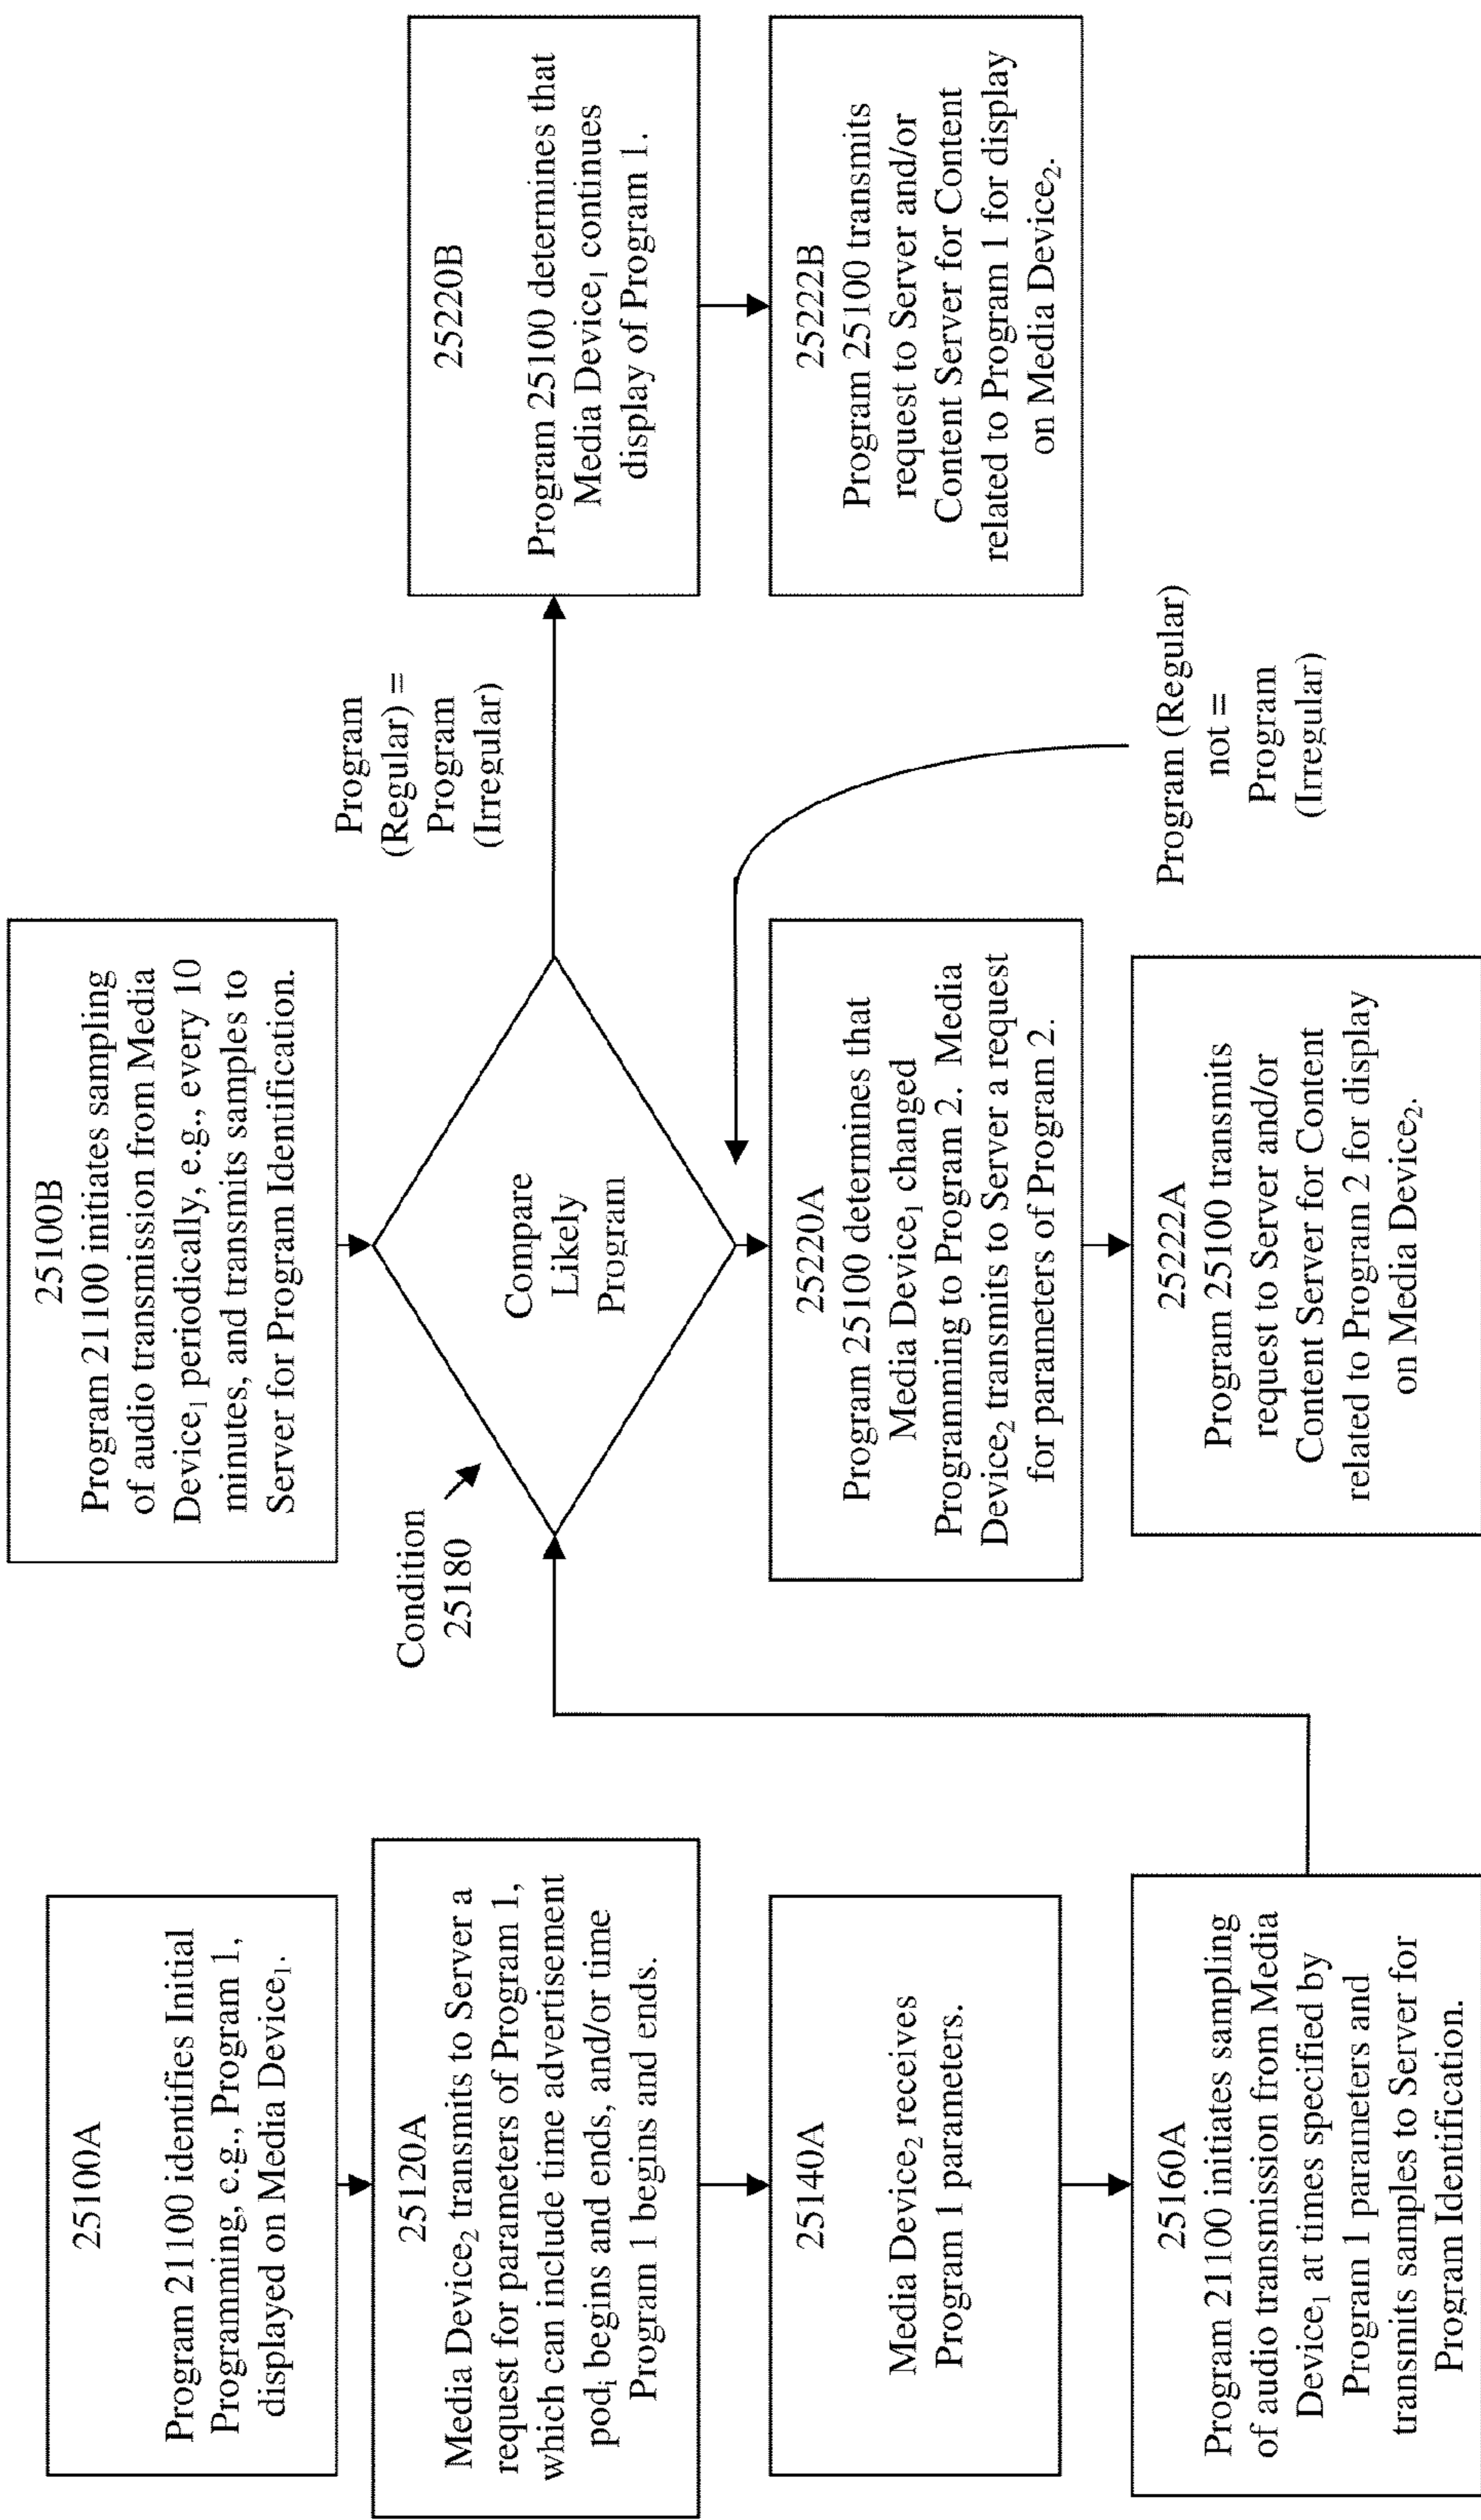 25100A
Program 21100 identifies Initial
Programming, e.g., Program 1,
displayed on Media Device₁.
25120A
Media Device₂ transmits to Server a
request for parameters of Program 1,
which can include time advertisement
podᵢ begins and ends, and/or time
Program 1 begins and ends.
25140A
Media Device₂ receives
Program 1 parameters.
25160A
Program 21100 initiates sampling
of audio transmission from Media
Device₁ at times specified by
Program 1 parameters and
transmits samples to Server for
Program Identification.
25100B
Program 21100 initiates sampling
of audio transmission from Media
Device₁ periodically, e.g., every 10
minutes, and transmits samples to
Server for Program Identification.
Condition
25180
Compare
Likely
Program
25220A
Program 25100 determines that
Media Device₁ changed
Programming to Program 2. Media
Device₂ transmits to Server a request
for parameters of Program 2.
25222A
Program 25100 transmits
request to Server and/or
Content Server for Content
related to Program 2 for display
on Media Device₂.
Program
(Regular) =
Program
(Irregular)
Program (Regular)
not =
Program
(Irregular)
25220B
Program 25100 determines that
Media Device₁ continues
display of Program 1.
25222B
Program 25100 transmits
request to Server and/or
Content Server for Content
related to Program 1 for display
on Media Device₂.